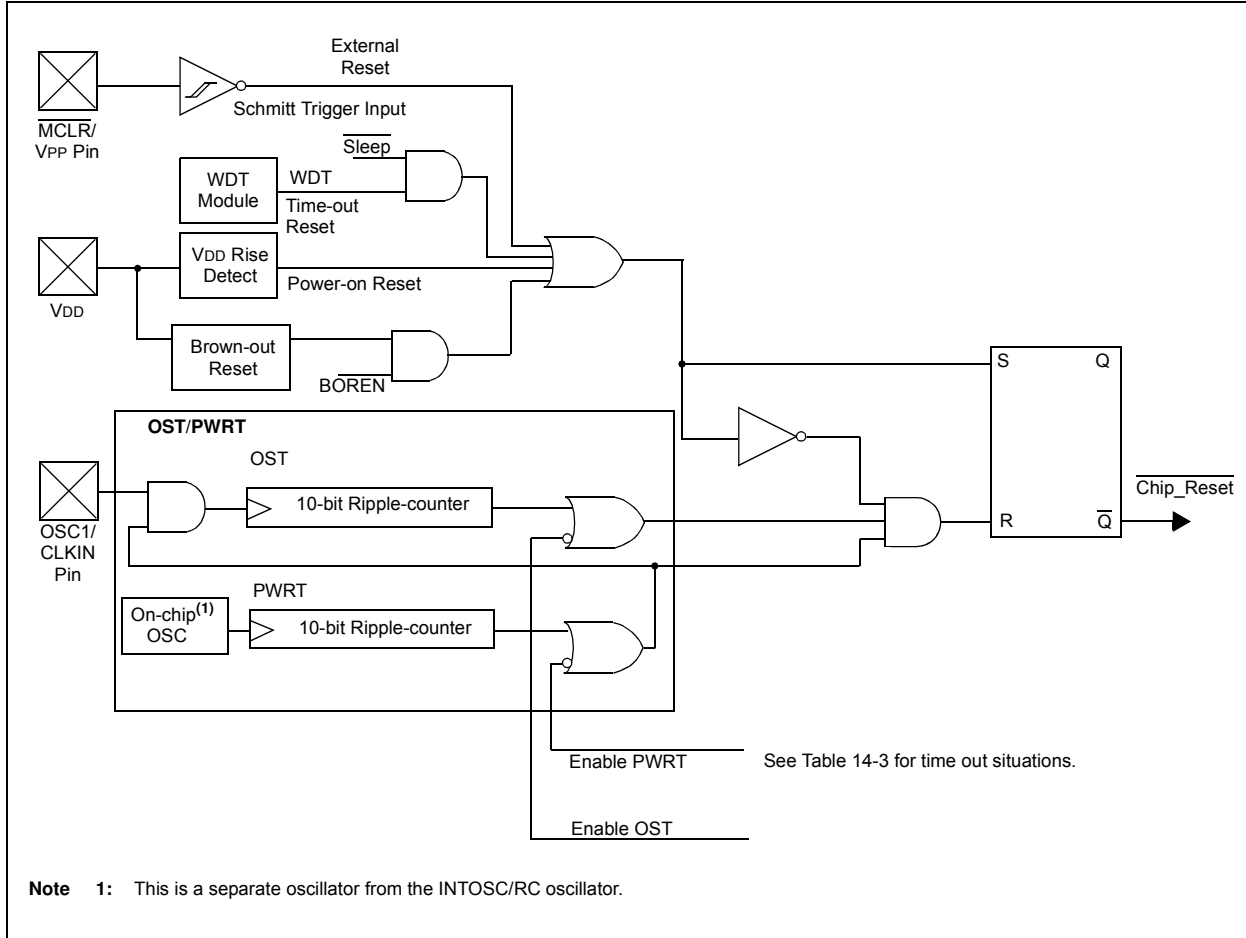 External
Reset
Schmitt Trigger Input
MCLR/
VPP Pin
Sleep
WDT
Module
WDT
Time-out
Reset
VDD Rise
Detect
Power-on Reset
VDD
Brown-out
Reset
BOREN
S
Q
OST/PWRT
OST
10-bit Ripple-counter
OSC1/
CLKIN
Pin
Chip_Reset
R
Q
PWRT
On-chip(1)
OSC
10-bit Ripple-counter
Enable PWRT
See Table 14-3 for time out situations.
Enable OST
Note 1: This is a separate oscillator from the INTOSC/RC oscillator.